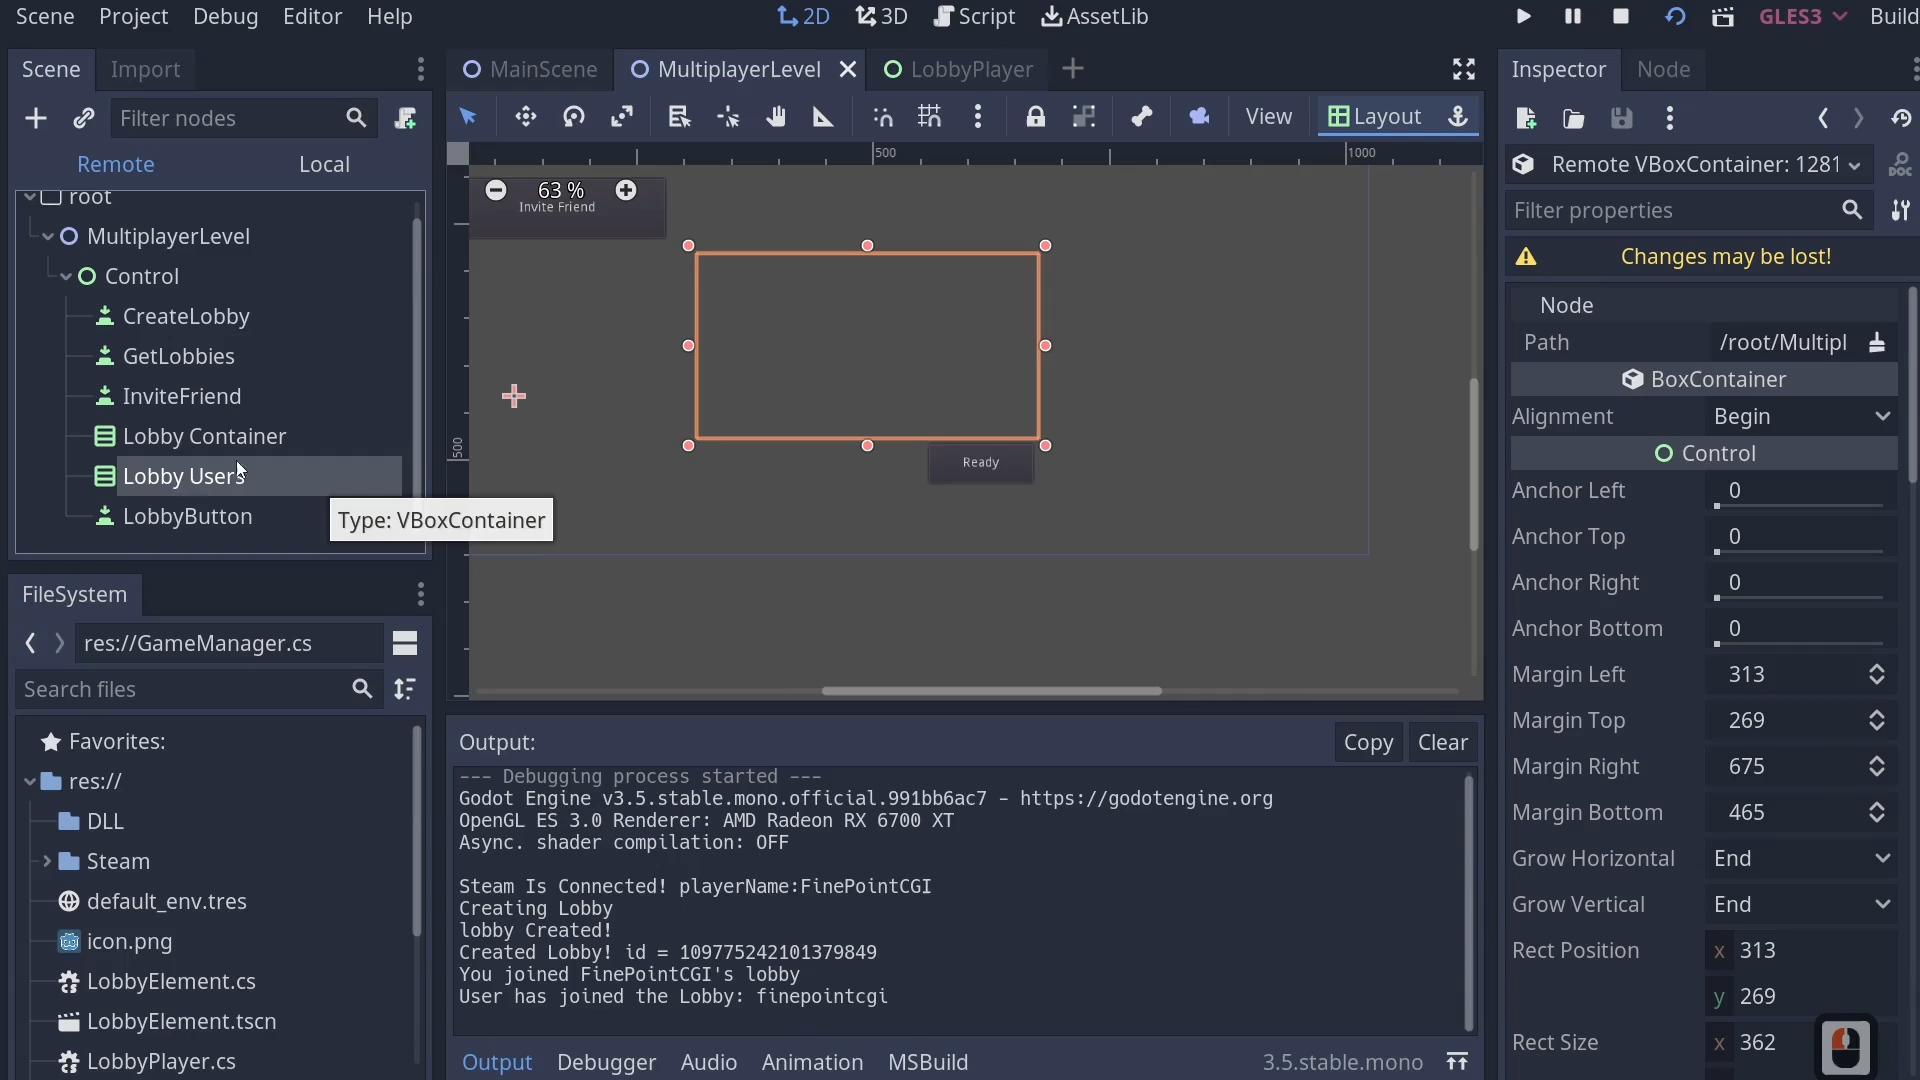 Scene Project Debug Editor Help
2D 3D Script AssetLib
GLES3 Build
Scene Import
MainScene MultiplayerLevel LobbyPlayer
Inspector Node
Filter nodes
View Layout
Remote Local
Remote VBoxContainer: 1281
DOC
root
MultiplayerLevel
Control
CreateLobby
GetLobbies
InviteFriend
Lobby Container
Lobby Users
LobbyButton
Type: VBoxContainer
500 1000
500
63 %
Invite Friend
Ready
Filter properties
Changes may be lost!
Node
Path /root/Multipl
BoxContainer
Alignment Begin
Control
Anchor Left 0
Anchor Top 0
Anchor Right 0
Anchor Bottom 0
Margin Left 313
Margin Top 269
Margin Right 675
Margin Bottom 465
Grow Horizontal End
Grow Vertical End
Rect Position x 313
y 269
Rect Size x 362
FileSystem
res://GameManager.cs
Search files
Favorites:
res://
DLL
Steam
default_env.tres
icon.png
LobbyElement.cs
LobbyElement.tscn
LobbyPlayer.cs
Output:
Copy Clear
--- Debugging process started ---
Godot Engine v3.5.stable.mono.official.991bb6ac7 - https://godotengine.org
OpenGL ES 3.0 Renderer: AMD Radeon RX 6700 XT
Async. shader compilation: OFF
Steam Is Connected! playerName:FinePointCGI
Creating Lobby
lobby Created!
Created Lobby! id = 109775242101379849
You joined FinePointCGI's lobby
User has joined the Lobby: finepointcgi
Output Debugger Audio Animation MSBuild
3.5.stable.mono